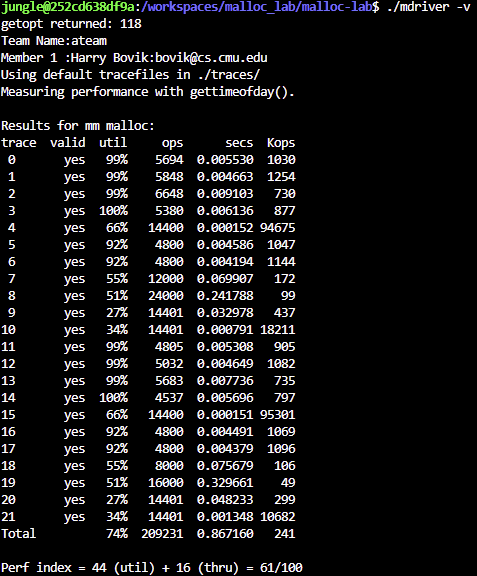 jungle@252cd638df9a:/workspaces/malloc_lab/malloc-lab$ ./mdriver -v
getopt returned: 118
Team Name:ateam
Member 1 :Harry Bovik:bovik@cs.cmu.edu
Using default tracefiles in ./traces/
Measuring performance with gettimeofday().

Results for mm malloc:
trace  valid  util     ops      secs  Kops
 0       yes   99%    5694  0.005530  1030
 1       yes   99%    5848  0.004663  1254
 2       yes   99%    6648  0.009103   730
 3       yes  100%    5380  0.006136   877
 4       yes   66%   14400  0.000152 94675
 5       yes   92%    4800  0.004586  1047
 6       yes   92%    4800  0.004194  1144
 7       yes   55%   12000  0.069907   172
 8       yes   51%   24000  0.241788    99
 9       yes   27%   14401  0.032978   437
10       yes   34%   14401  0.000791 18211
11       yes   99%    4805  0.005308   905
12       yes   99%    5032  0.004649  1082
13       yes   99%    5683  0.007736   735
14       yes  100%    4537  0.005696   797
15       yes   66%   14400  0.000151 95301
16       yes   92%    4800  0.004491  1069
17       yes   92%    4800  0.004379  1096
18       yes   55%    8000  0.075679   106
19       yes   51%   16000  0.329661    49
20       yes   27%   14401  0.048233   299
21       yes   34%   14401  0.001348 10682
Total          74%  209231  0.867160   241

Perf index = 44 (util) + 16 (thru) = 61/100